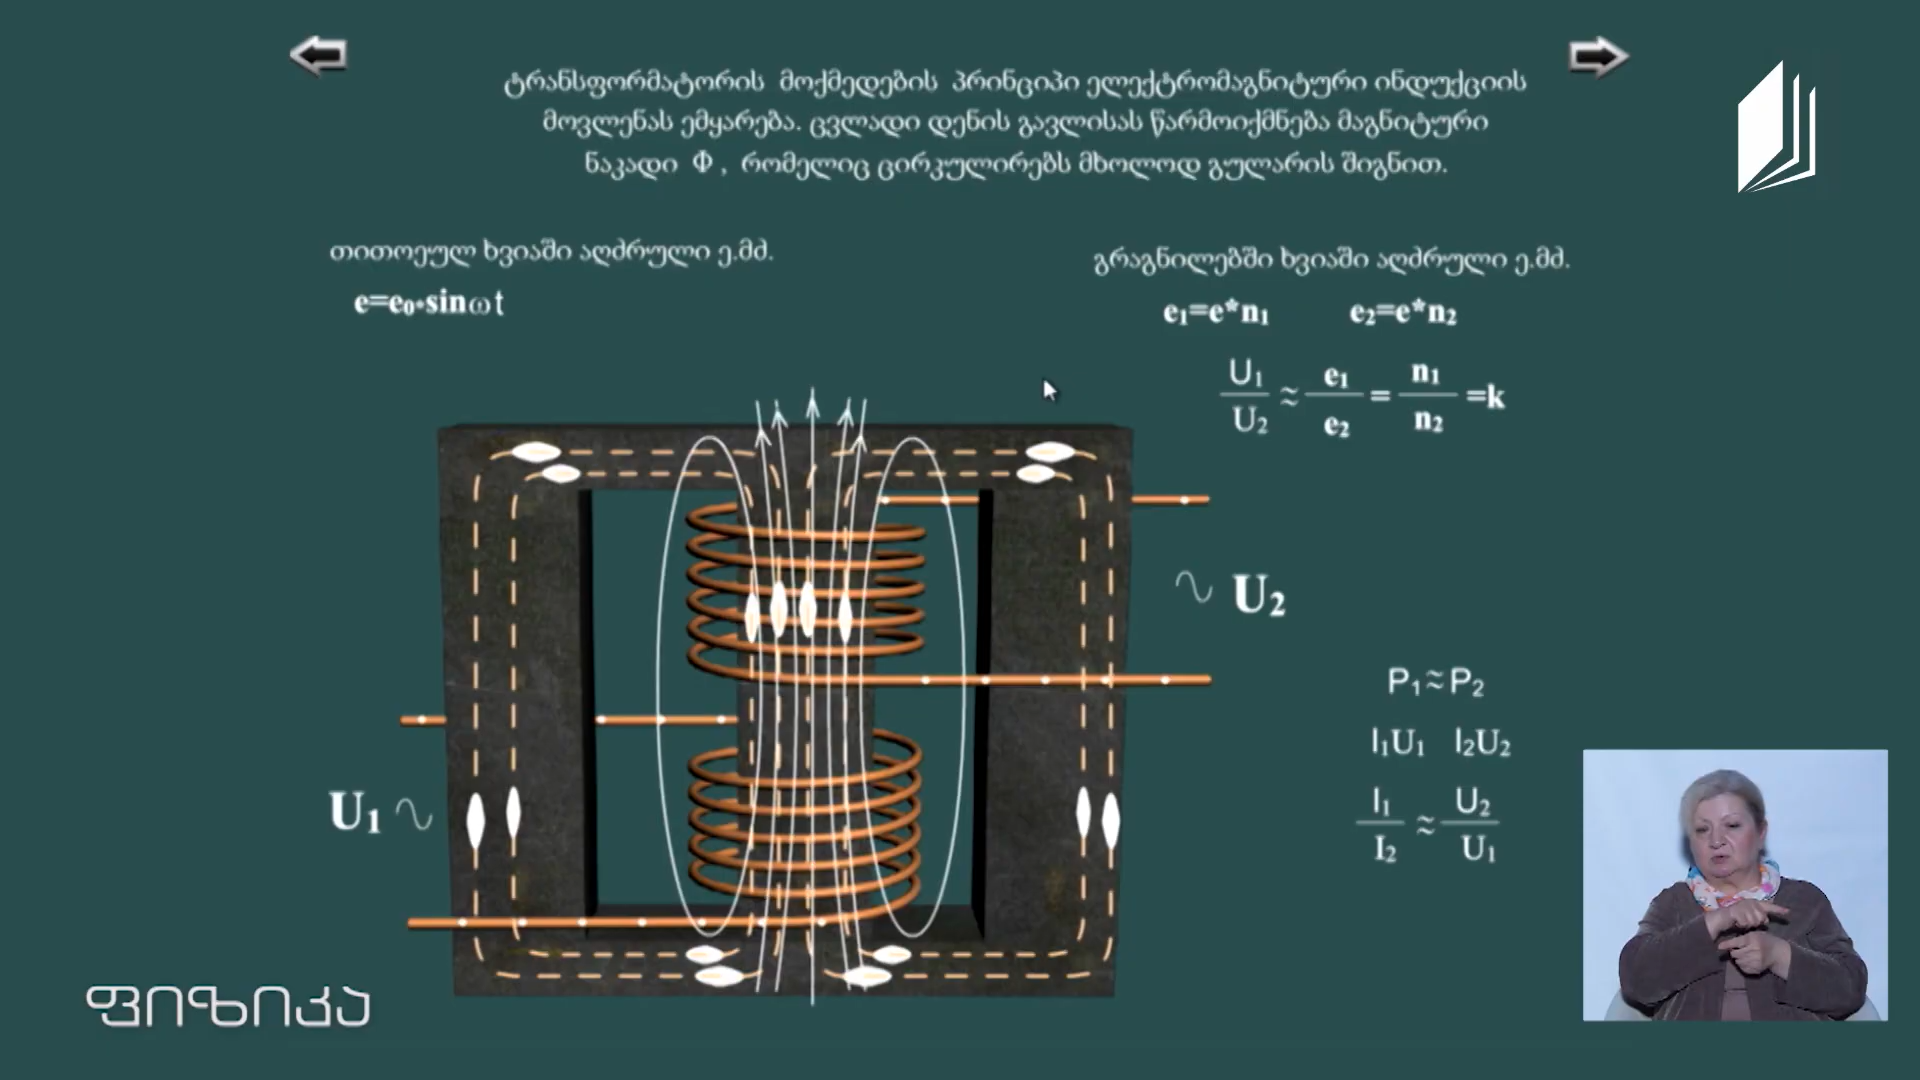 ტრანსფორმატორის მოქმედების პრინციპი ელექტრომაგნიტური ინდუქციის
მოვლენას ემყარება. ცვლადი დენის გავლისას წარმოიქმნება მაგნიტური
ნაკადი Φ , რომელიც ცირკულირებს მხოლოდ გულარის შიგნით.
თითოეულ ხვიაში აღძრული ე.მძ.
e=e₀*sinωt
გრაგნილებში ხვიაში აღძრული ე.მძ.
e₁=e*n₁ e₂=e*n₂
U₁/U₂ ≈ e₁/e₂ = n₁/n₂ =k
U₂
P₁≈P₂
I₁U₁ I₂U₂
I₁/I₂ ≈ U₂/U₁
U₁
ფიზიკა